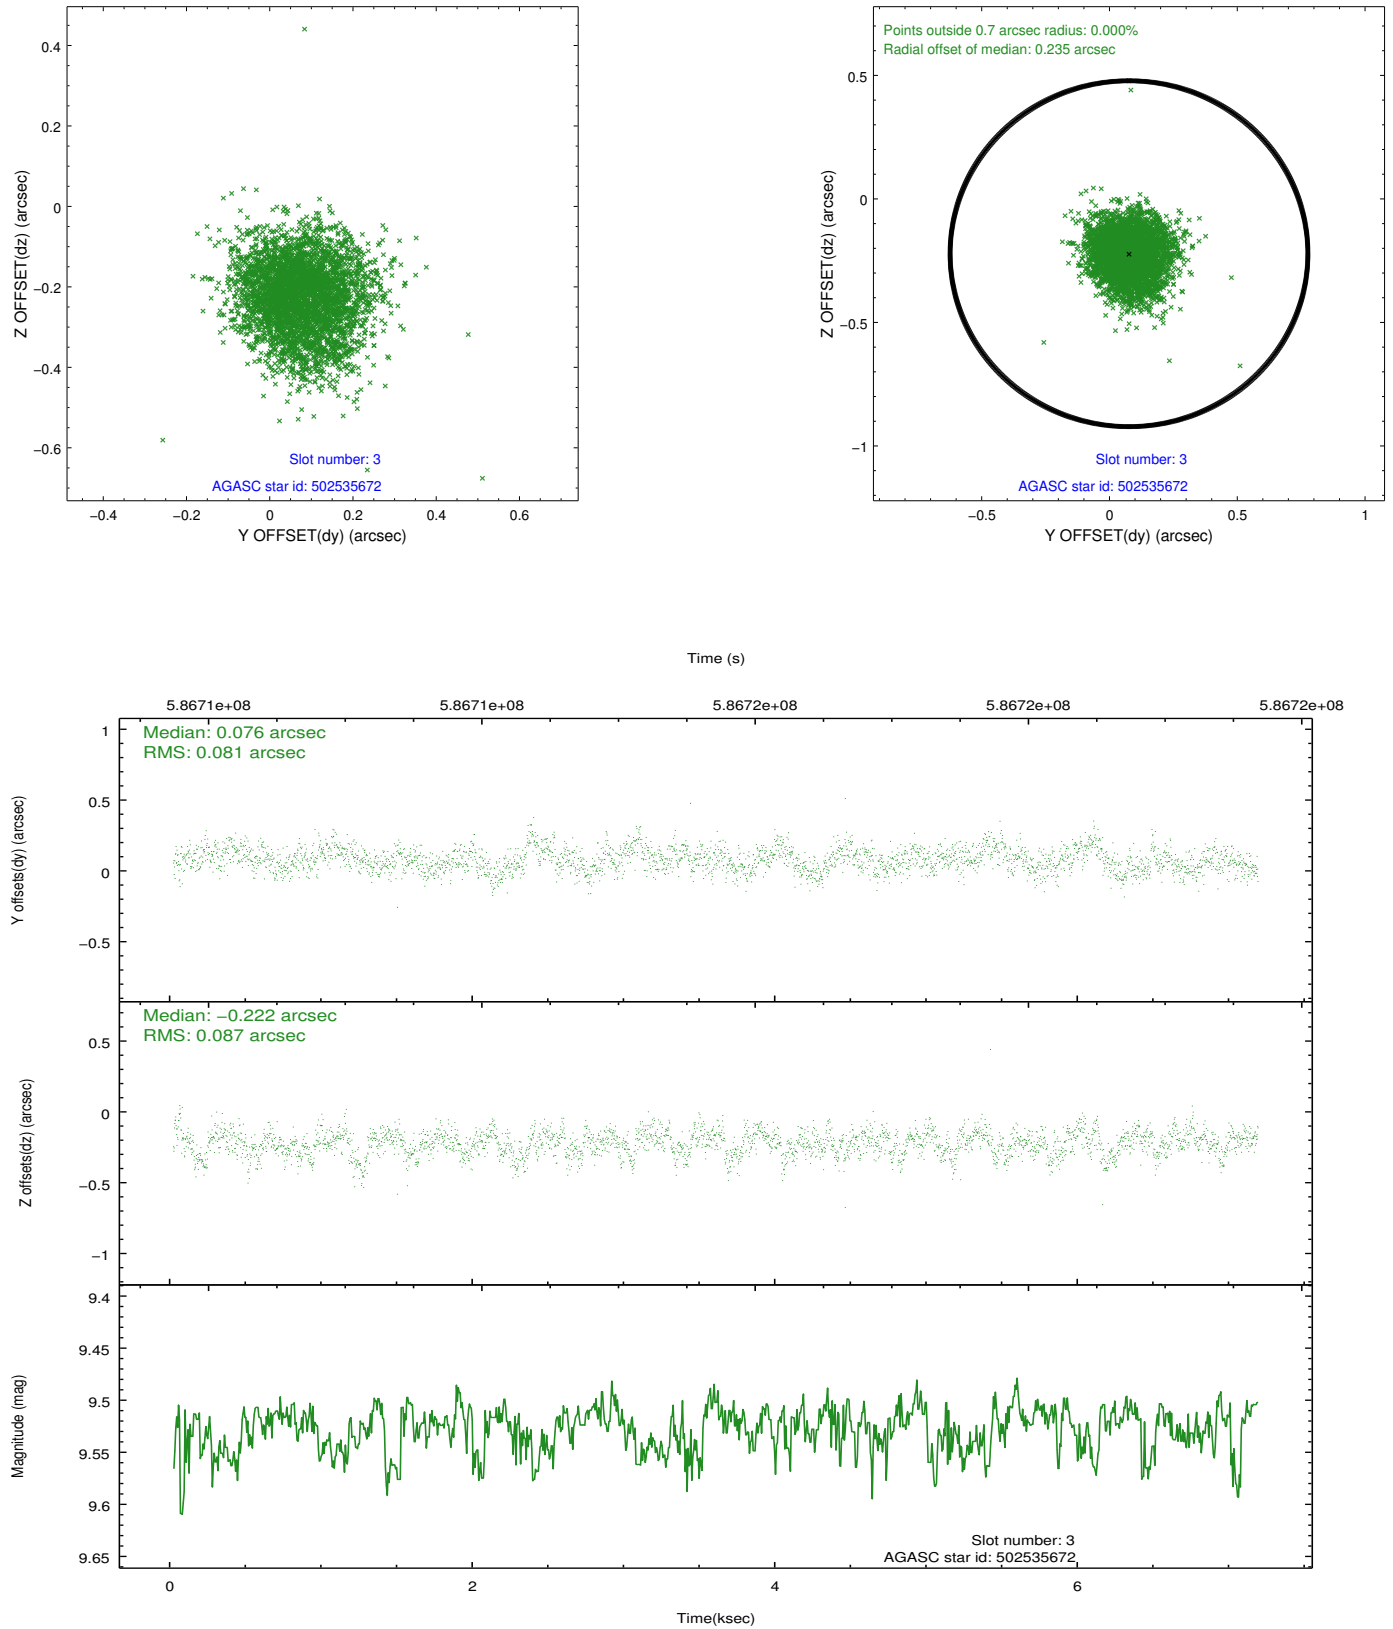 0.4
0.2
0
−0.2
−0.4
−0.6
Z OFFSET(dz) (arcsec)
Slot number: 3
AGASC star id: 502535672
−0.4 −0.2 0 0.2 0.4 0.6
Y OFFSET(dy) (arcsec)
Points outside 0.7 arcsec radius: 0.000%
Radial offset of median: 0.235 arcsec
0.5
0
−0.5
−1
Z OFFSET(dz) (arcsec)
Slot number: 3
AGASC star id: 502535672
−0.5 0 0.5 1
Y OFFSET(dy) (arcsec)
Time (s)
5.8671e+08 5.8671e+08 5.8672e+08 5.8672e+08 5.8672e+08
Median: 0.076 arcsec
RMS: 0.081 arcsec
1
0.5
0
−0.5
Y offsets(dy) (arcsec)
Median: −0.222 arcsec
RMS: 0.087 arcsec
0.5
0
−0.5
−1
Z offsets(dz) (arcsec)
9.4
9.45
9.5
9.55
9.6
9.65
Magnitude (mag)
Slot number: 3
AGASC star id: 502535672
0 2 4 6
Time(ksec)